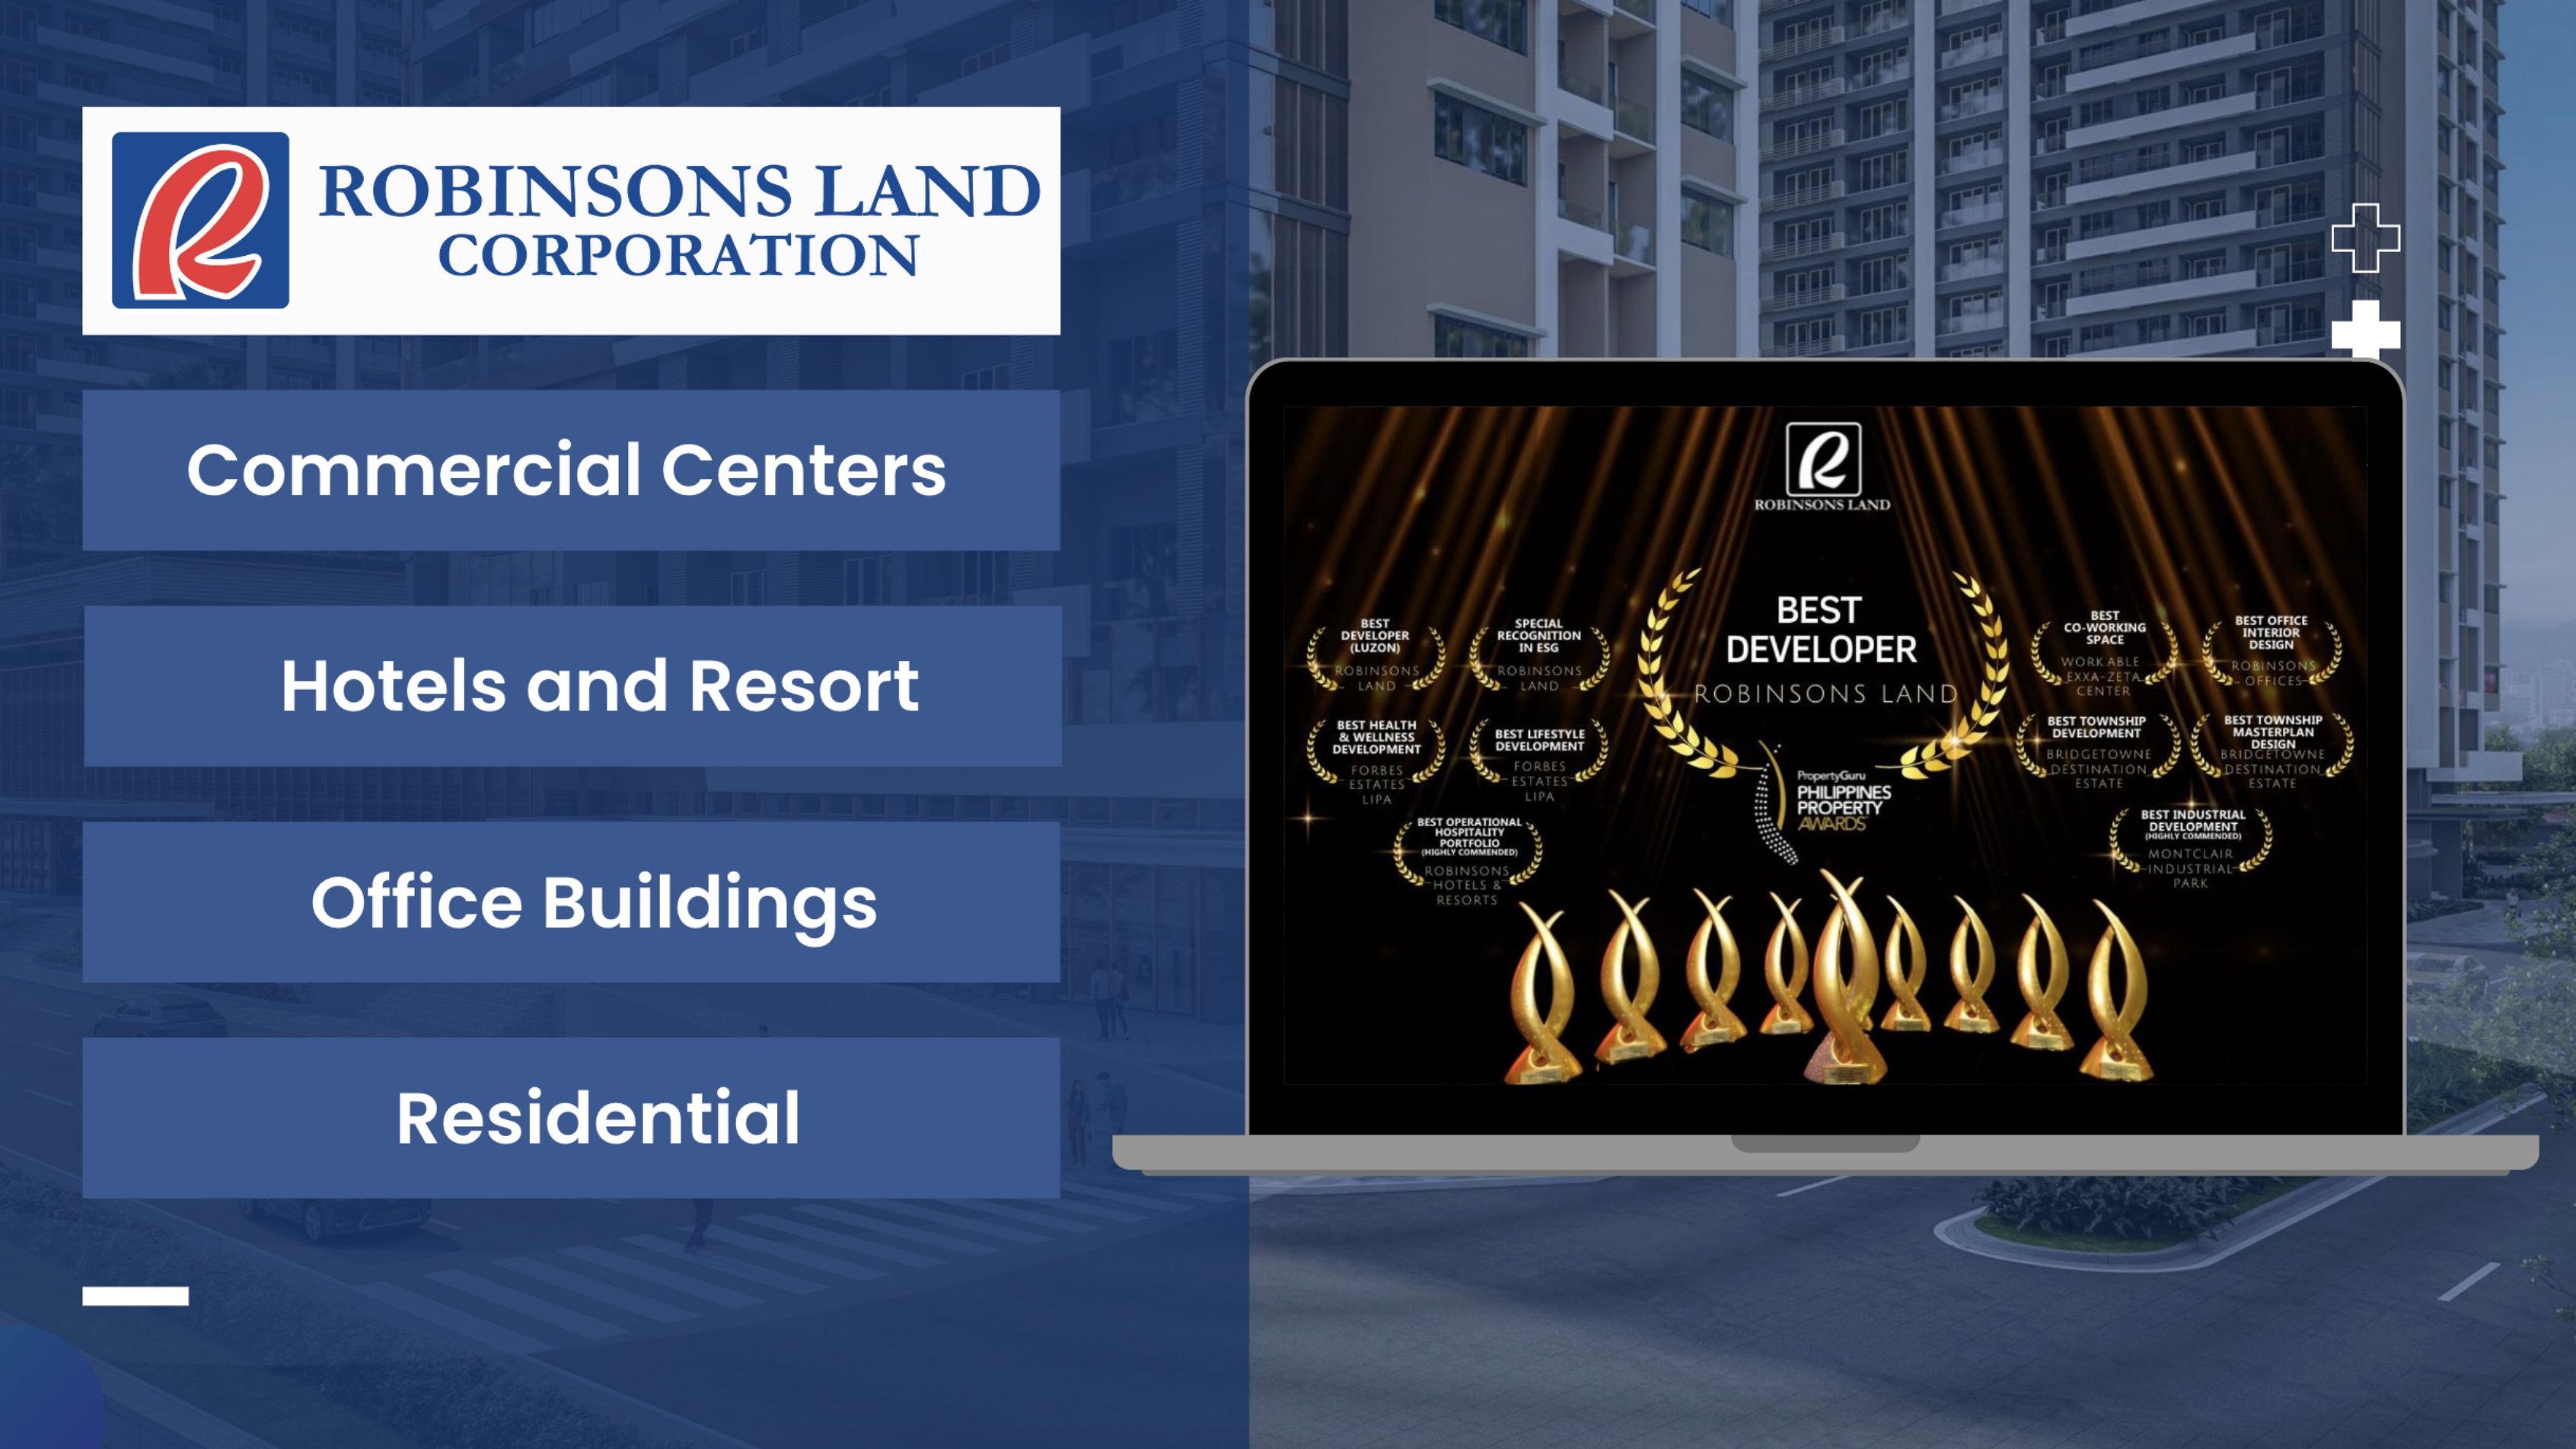 ROBINSONS LAND
CORPORATION
Commercial Centers
Hotels and Resort
Office Buildings
Residential
ROBINSONS LAND
BEST
DEVELOPER
ROBINSONS LAND
PropertyGuru
PHILIPPINES
PROPERTY
AWARDS
BEST
DEVELOPER
(LUZON)
ROBINSONS
LAND
SPECIAL
RECOGNITION
IN ESG
ROBINSONS
LAND
BEST HEALTH
& WELLNESS
DEVELOPMENT
FORBES
ESTATES
LIPA
BEST LIFESTYLE
DEVELOPMENT
FORBES
ESTATES
LIPA
BEST OPERATIONAL
HOSPITALITY
PORTFOLIO
(HIGHLY COMMENDED)
ROBINSONS
HOTELS &
RESORTS
BEST
CO-WORKING
SPACE
WORK ABLE
EXXA-ZETA
CENTER
BEST OFFICE
INTERIOR
DESIGN
ROBINSONS
OFFICES
BEST TOWNSHIP
DEVELOPMENT
BRIDGETOWNE
DESTINATION
ESTATE
BEST TOWNSHIP
MASTERPLAN
DESIGN
BRIDGETOWNE
DESTINATION
ESTATE
BEST INDUSTRIAL
DEVELOPMENT
(HIGHLY COMMENDED)
MONTCLAIR
INDUSTRIAL
PARK